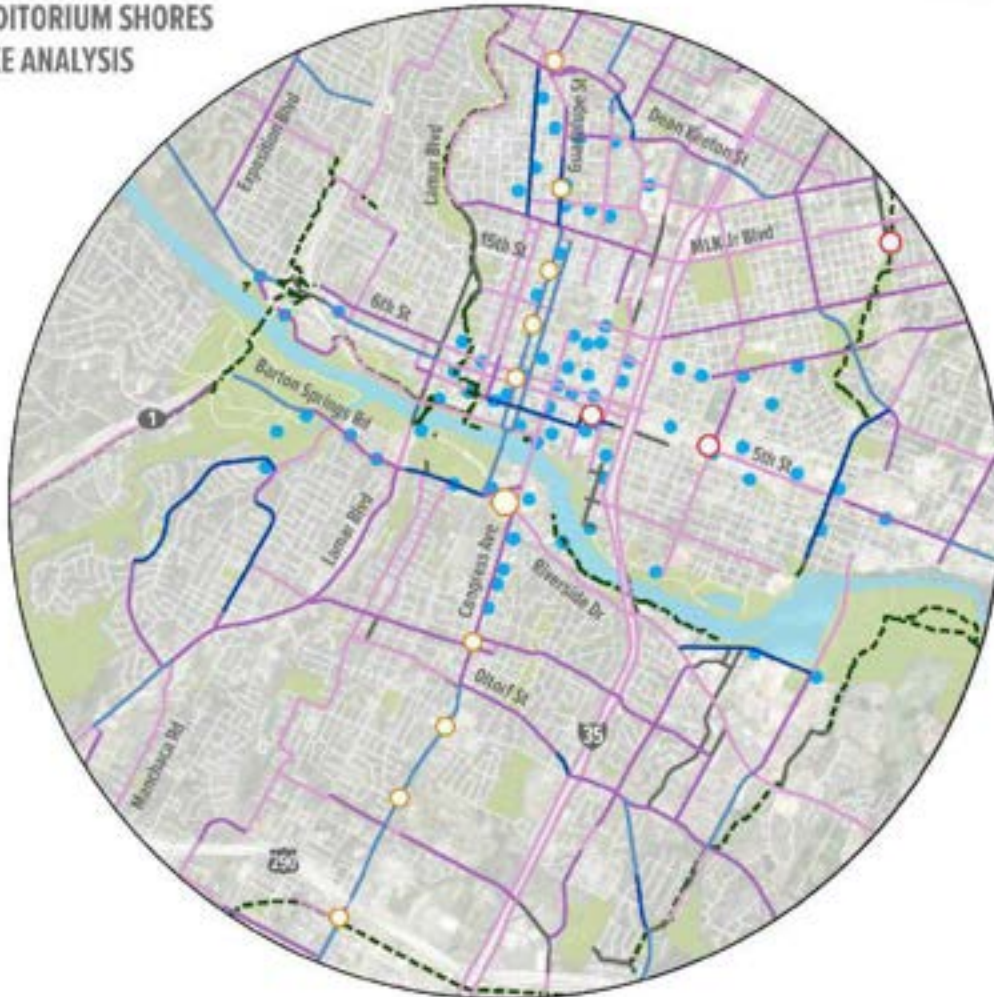 DITORIUM SHORES
E ANALYSIS
Exposition Blvd
Lamar Blvd
Guadalupe St
Dean Keeton St
15th St
MLK Jr Blvd
6th St
Barton Springs Rd
1
5th St
Lamar Blvd
Congress Ave
Riverside Dr
Oltorf St
35
Manchaca Rd
290